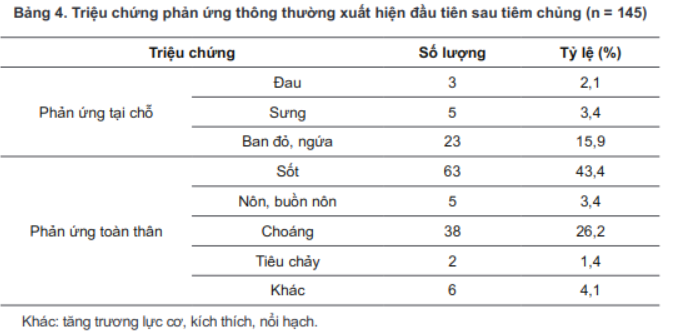 Bảng 4. Triệu chứng phản ứng thông thường xuất hiện đầu tiên sau tiêm chủng (n = 145)
Triệu chứng Số lượng Tỷ lệ (%)
Phản ứng tại chỗ
Đau 3 2,1
Sưng 5 3,4
Ban đỏ, ngứa 23 15,9
Phản ứng toàn thân
Sốt 63 43,4
Nôn, buồn nôn 5 3,4
Choáng 38 26,2
Tiêu chảy 2 1,4
Khác 6 4,1
Khác: tăng trương lực cơ, kích thích, nổi hạch.